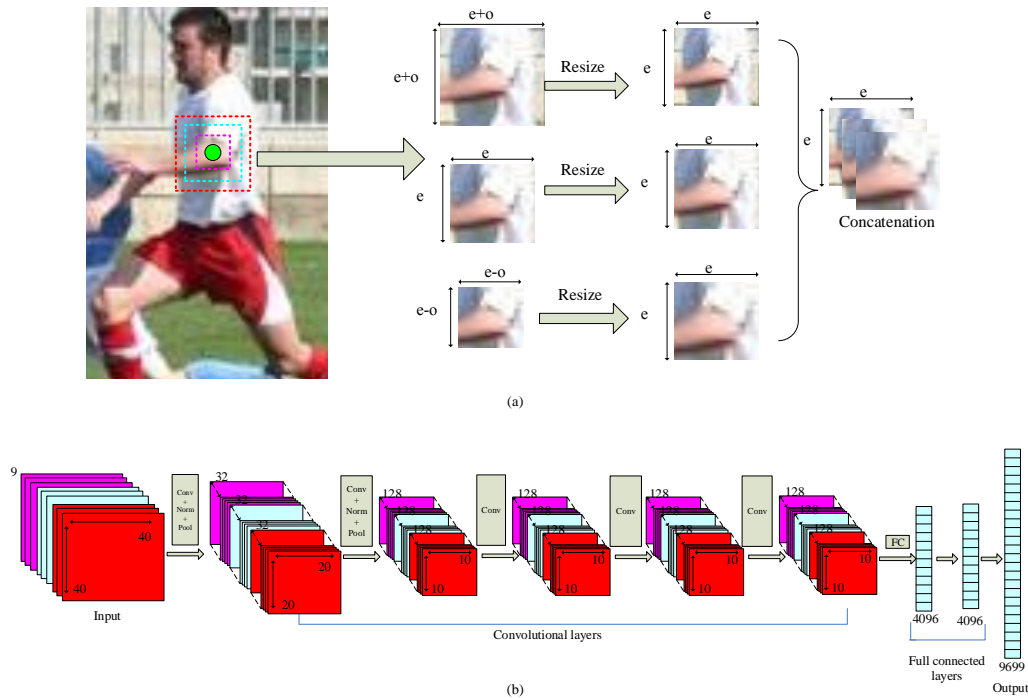 e+o
e
e+o
Resize
e
e
e
e
Resize
e
e
e
e
Concatenation
e-o
e
e-o
Resize
e
(a)
9
32
32
32
128
128
128
128
128
128
128
128
128
128
128
128
Conv
+
Norm
+
Pool
Conv
+
Norm
+
Pool
Conv
Conv
Conv
FC
40
40
20
20
10
10
10
10
10
10
10
10
4096
4096
9699
Input
Convolutional layers
Full connected
layers
Output
(b)